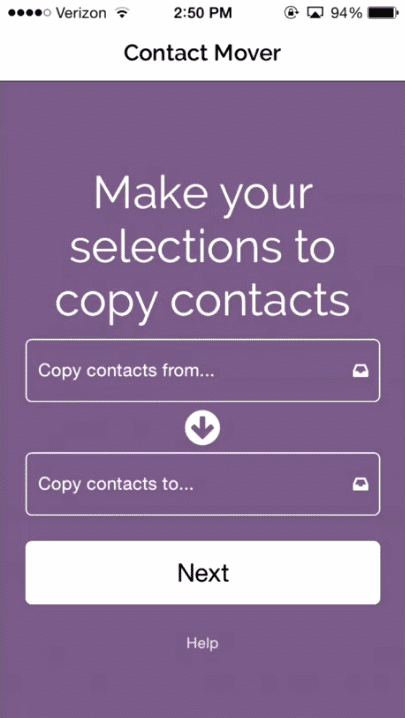 Verizon 2:50 PM 94%
Contact Mover
Make your
selections to
copy contacts
Copy contacts from...
Copy contacts to...
Next
Help